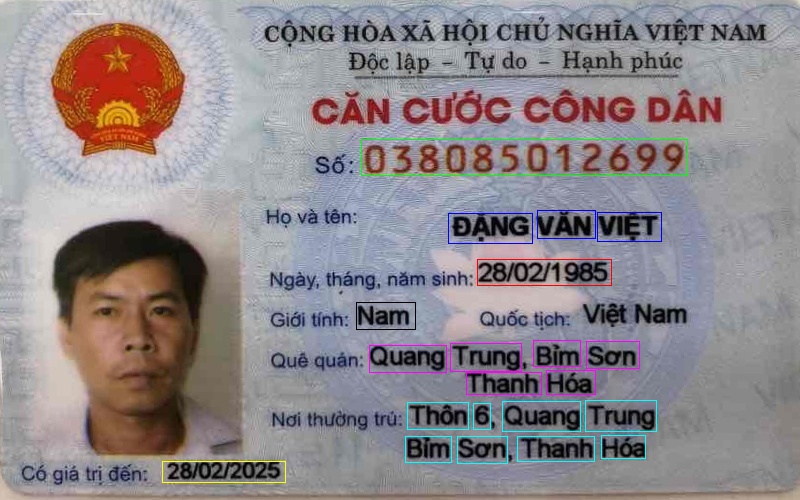 CỘNG HÒA XÃ HỘI CHỦ NGHĨA VIỆT NAM
Độc lập - Tự do - Hạnh phúc
CĂN CƯỚC CÔNG DÂN
Số: 038085012699
Họ và tên: ĐẶNG VĂN VIỆT
Ngày, tháng, năm sinh: 28/02/1985
Giới tính: Nam Quốc tịch: Việt Nam
Quê quán: Quang Trung, Bỉm Sơn
Thanh Hóa
Nơi thường trú: Thôn 6, Quang Trung
Bỉm Sơn, Thanh Hóa
Có giá trị đến: 28/02/2025